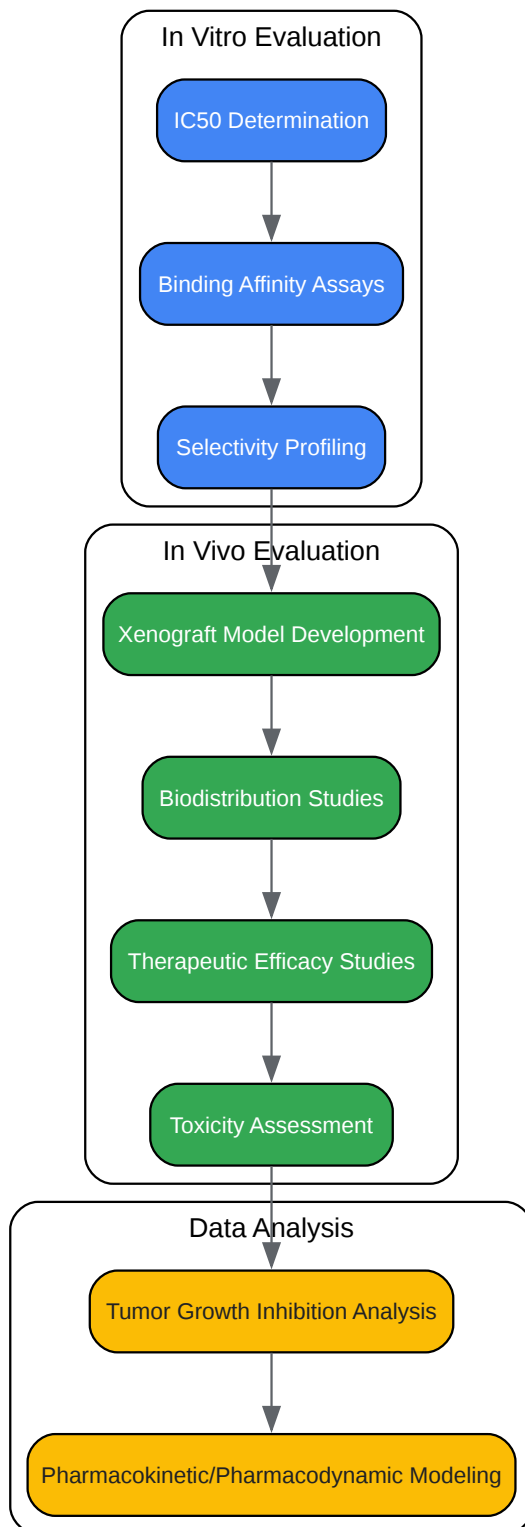 In Vitro Evaluation
IC50 Determination
Binding Affinity Assays
Selectivity Profiling
In Vivo Evaluation
Xenograft Model Development
Biodistribution Studies
Therapeutic Efficacy Studies
Toxicity Assessment
Data Analysis
Tumor Growth Inhibition Analysis
Pharmacokinetic/Pharmacodynamic Modeling